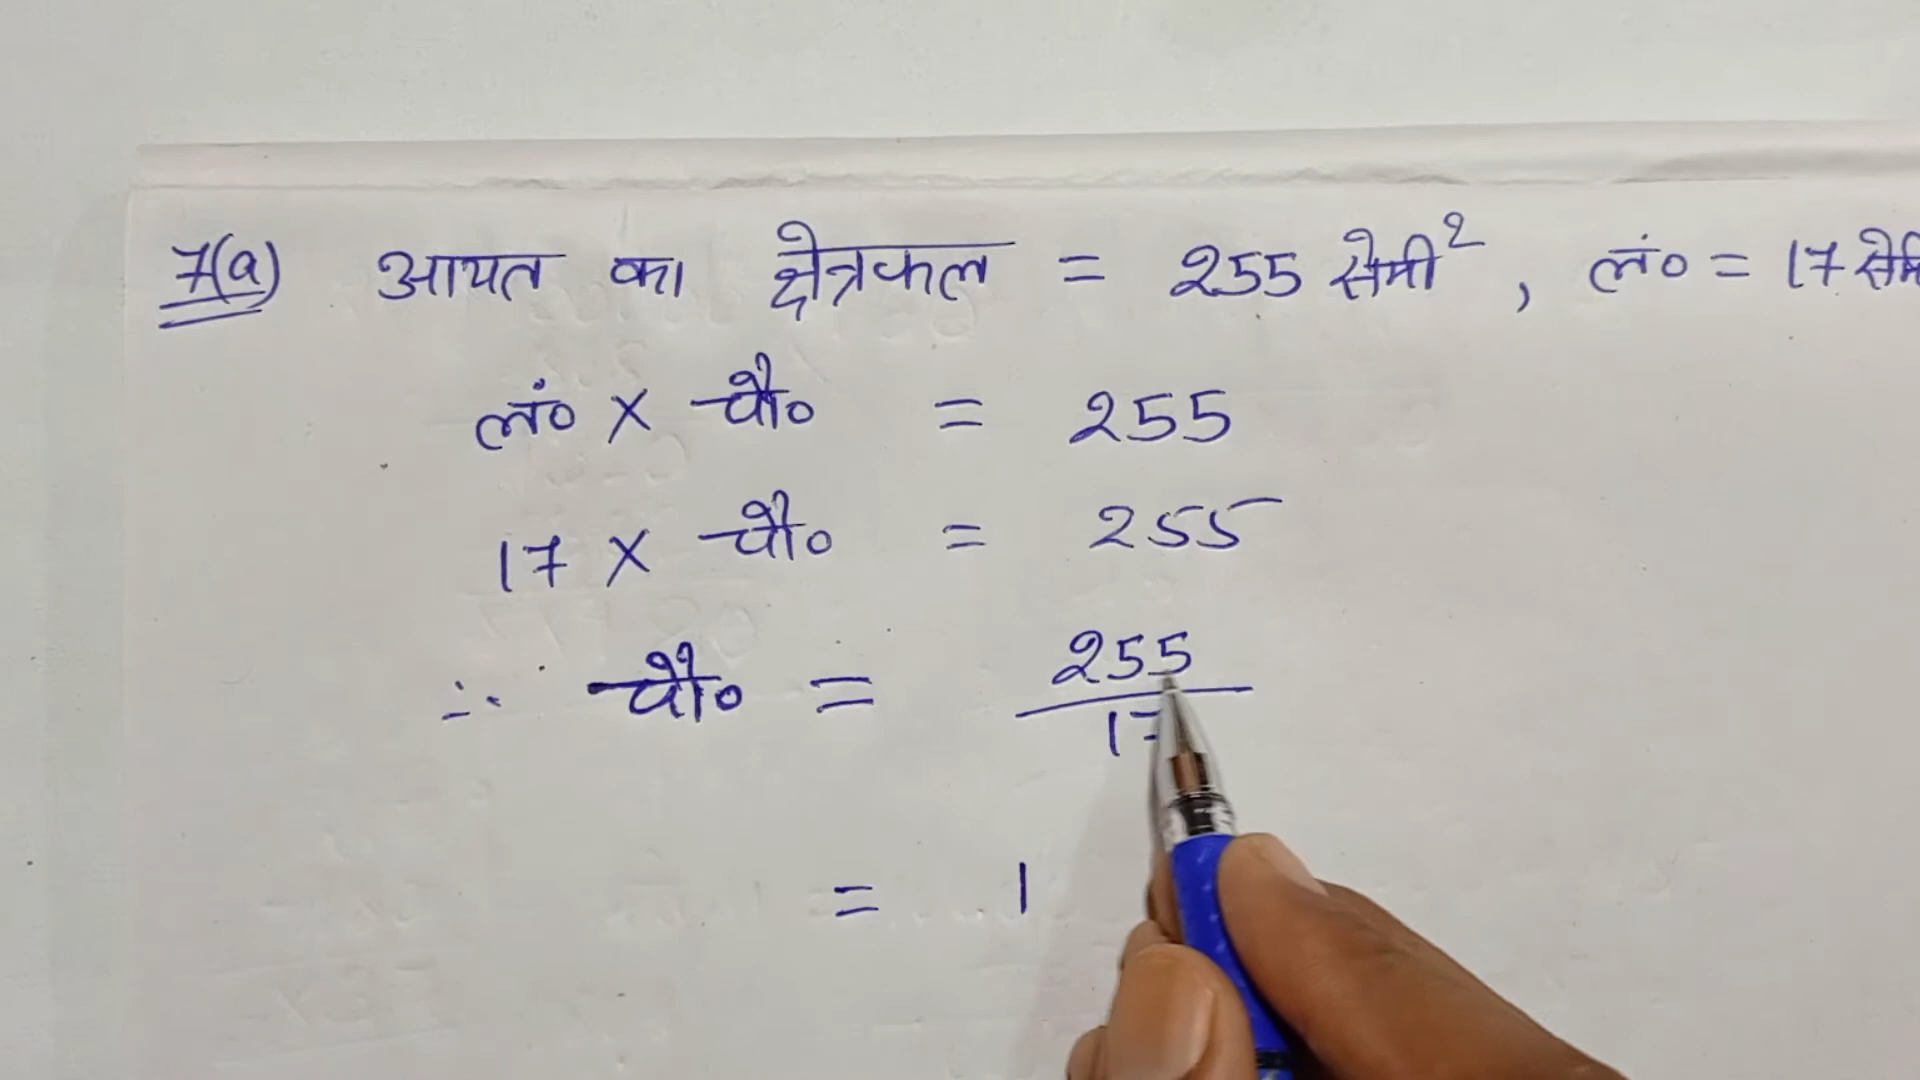 7(a) आयत का क्षेत्रफल = 255 सेमी², लं० = 17 सेमी
लं० × चौ० = 255
17 × चौ० = 255
∴ चौ० = 255/17
= 1